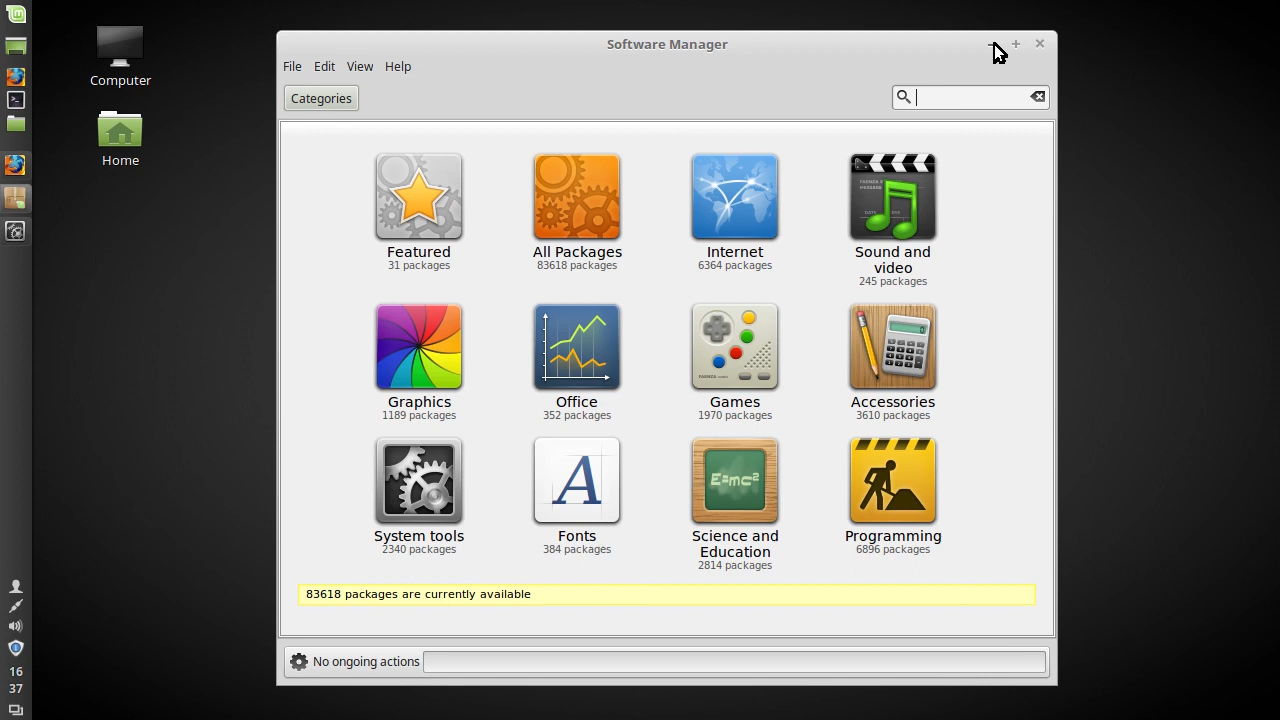 Software Manager
File Edit View Help
Categories
Computer
Home
Featured
31 packages
All Packages
83618 packages
Internet
6364 packages
Sound and
video
245 packages
Graphics
1189 packages
Office
352 packages
Games
1970 packages
Accessories
3610 packages
System tools
2340 packages
Fonts
384 packages
E=mc²
Science and
Education
2814 packages
Programming
6896 packages
83618 packages are currently available
No ongoing actions
16
37